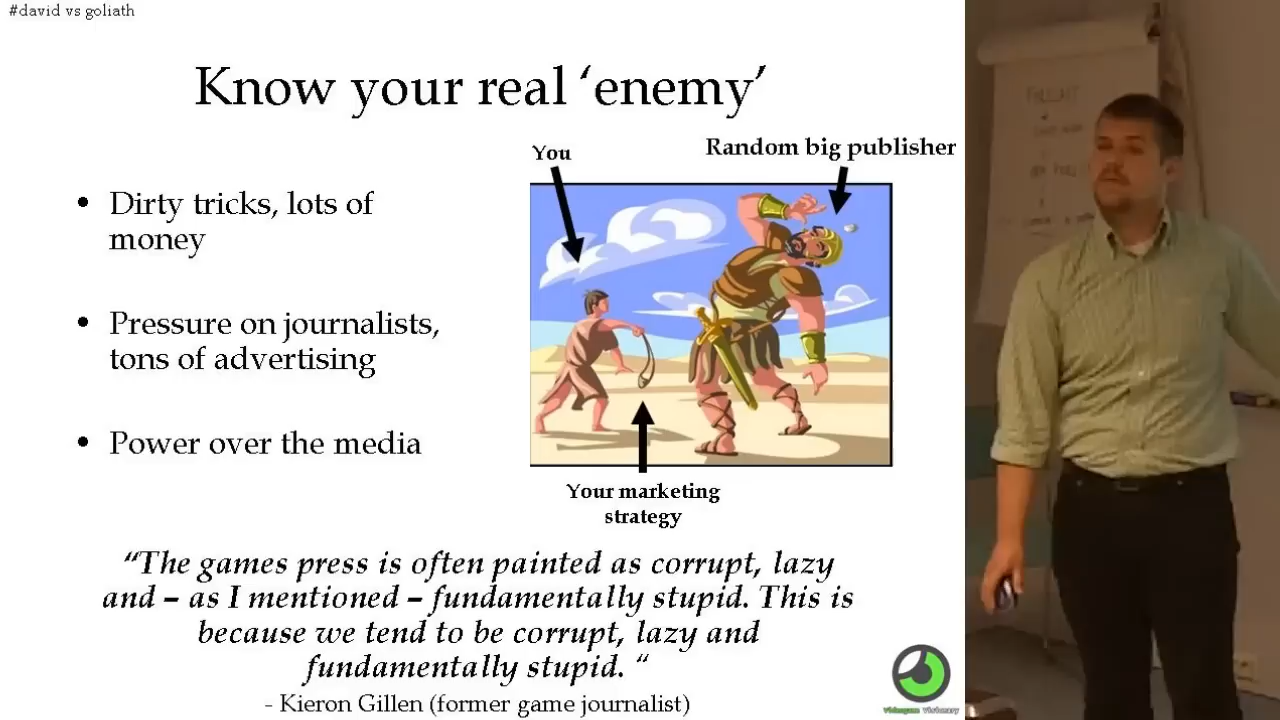 #david vs goliath
Know your real ‘enemy’
You
Random big publisher
• Dirty tricks, lots of
money
• Pressure on journalists,
tons of advertising
• Power over the media
Your marketing
strategy
“The games press is often painted as corrupt, lazy
and – as I mentioned – fundamentally stupid. This is
because we tend to be corrupt, lazy and
fundamentally stupid. “
- Kieron Gillen (former game journalist)
Videogame Visionary